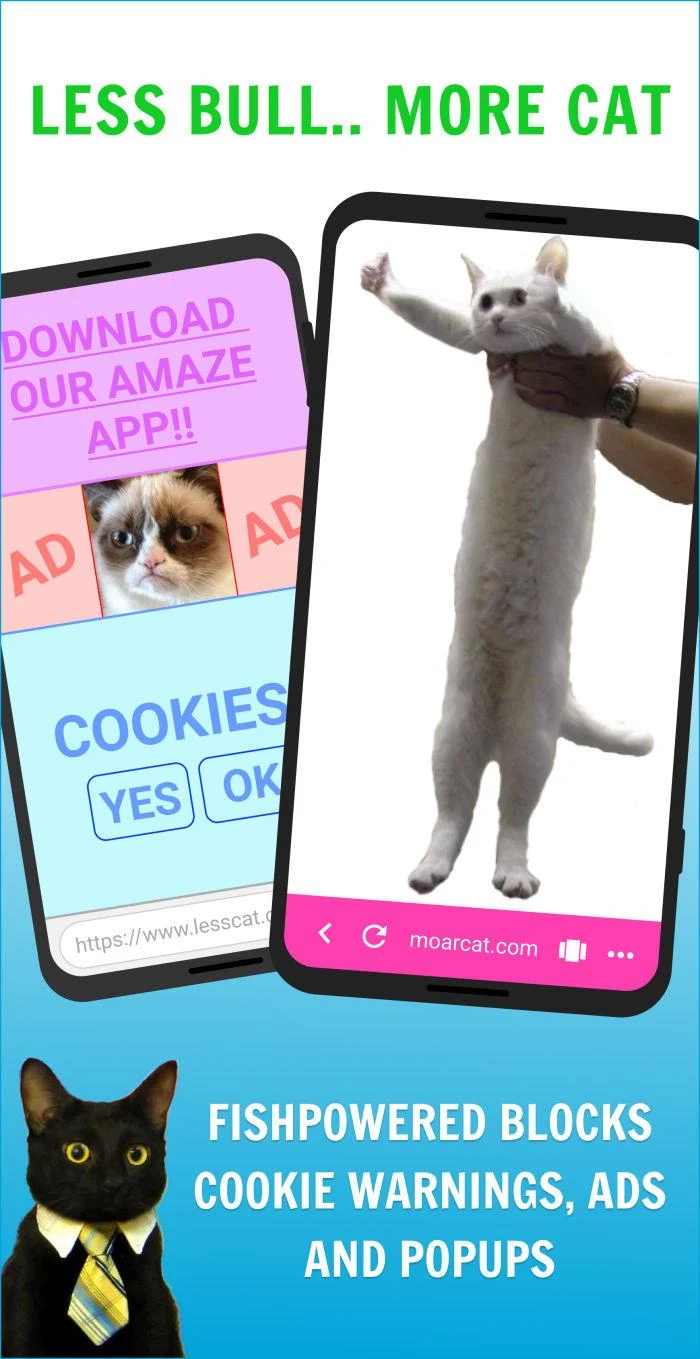 LESS BULL.. MORE CAT
DOWNLOAD
OUR AMAZE
APP!!
AD
AD
COOKIES
YES
OK
https://www.lesscat.c
moarcat.com
FISHPOWERED BLOCKS
COOKIE WARNINGS, ADS
AND POPUPS